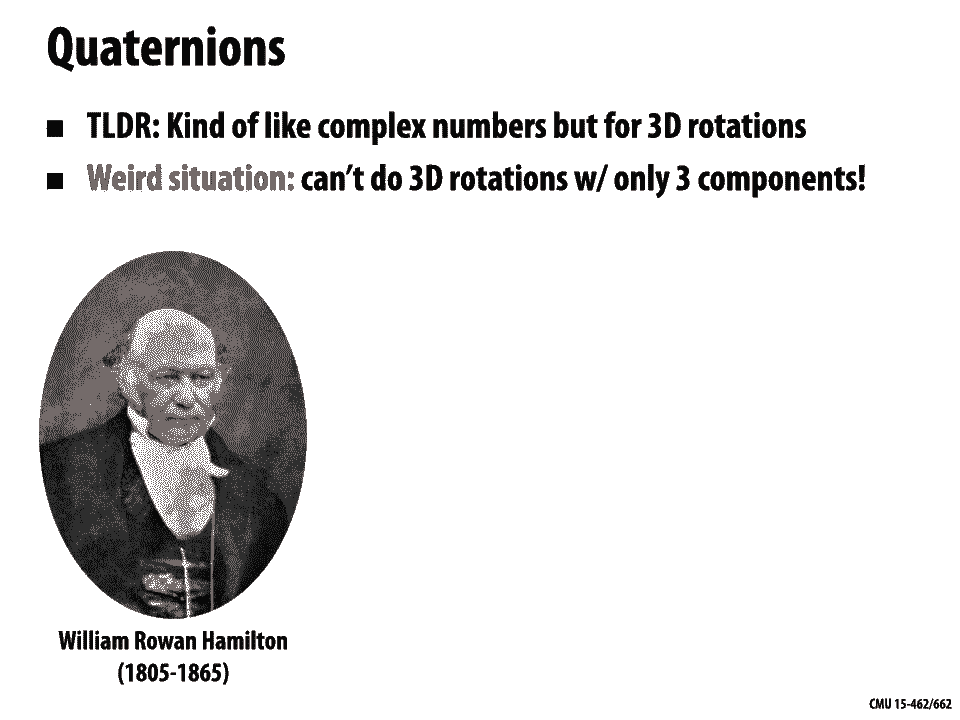 Quaternions
TLDR: Kind of like complex numbers but for 3D rotations
Weird situation: can't do 3D rotations w/ only 3 components!
William Rowan Hamilton
(1805-1865)
CMU 15-462/662